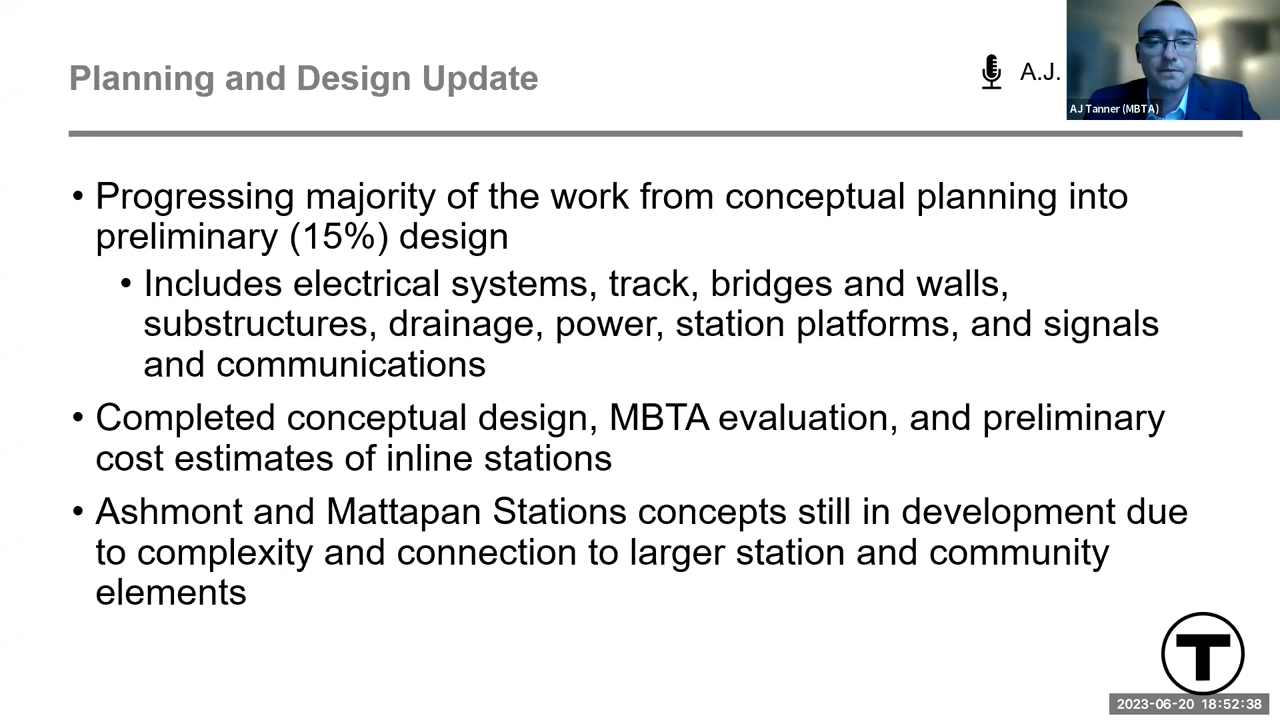 Planning and Design Update
A.J.
AJ Tanner (MBTA)
• Progressing majority of the work from conceptual planning into
preliminary (15%) design
• Includes electrical systems, track, bridges and walls,
substructures, drainage, power, station platforms, and signals
and communications
• Completed conceptual design, MBTA evaluation, and preliminary
cost estimates of inline stations
• Ashmont and Mattapan Stations concepts still in development due
to complexity and connection to larger station and community
elements
T
2023-06-20 18:52:38